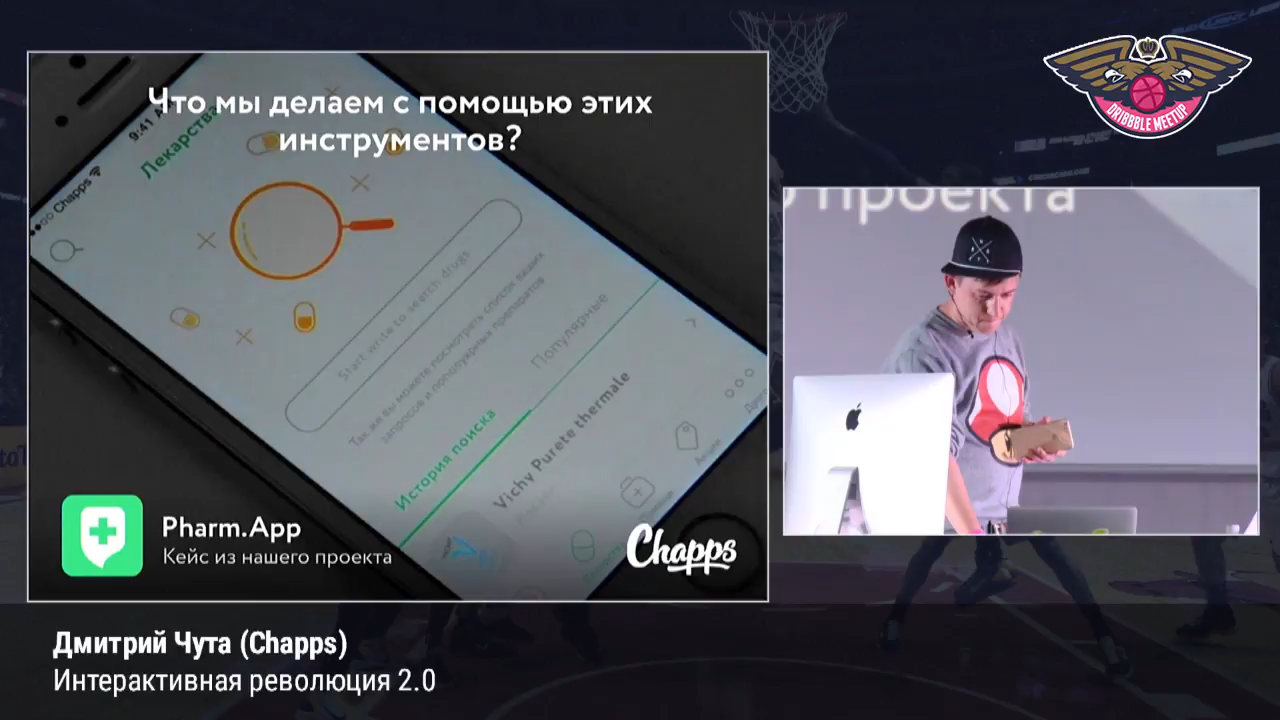 Что мы делаем с помощью этих
инструментов?
9:41 A
Лекарства
Chapps
Start write to search drugs
Так же вы можете посмотреть список ваших
запросов и популярных препаратов
Популярные
История поиска
Vichy Purete thermale
Акции
Pharm.App
Кейс из нашего проекта
Chapps
DRIBBBLE MEETUP
проекта
Дмитрий Чута (Chapps)
Интерактивная революция 2.0